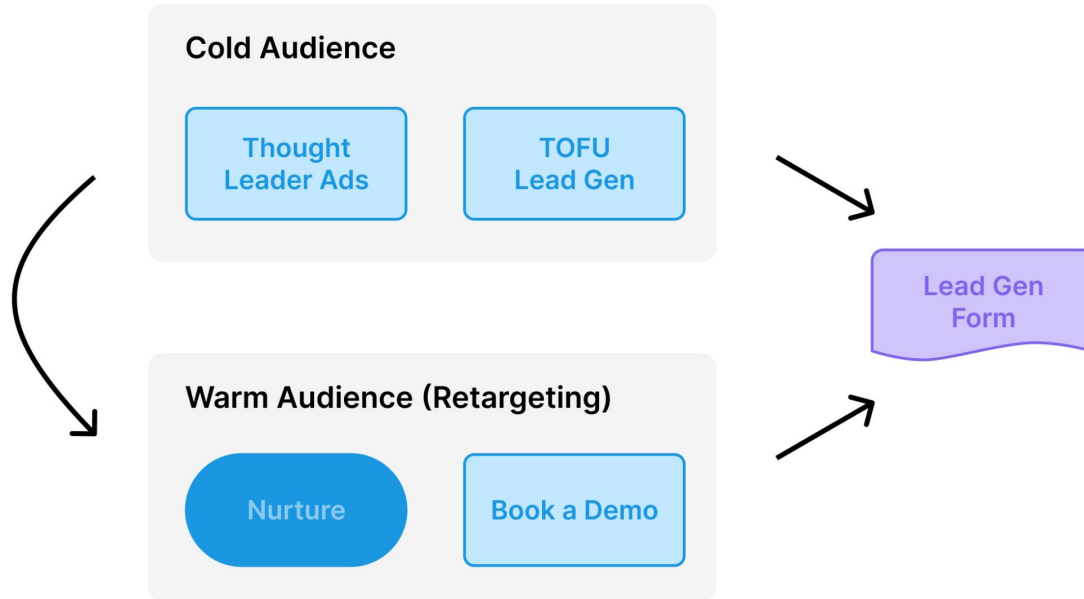 Cold Audience
Thought
Leader Ads
TOFU
Lead Gen
Lead Gen
Form
Warm Audience (Retargeting)
Nurture
Book a Demo